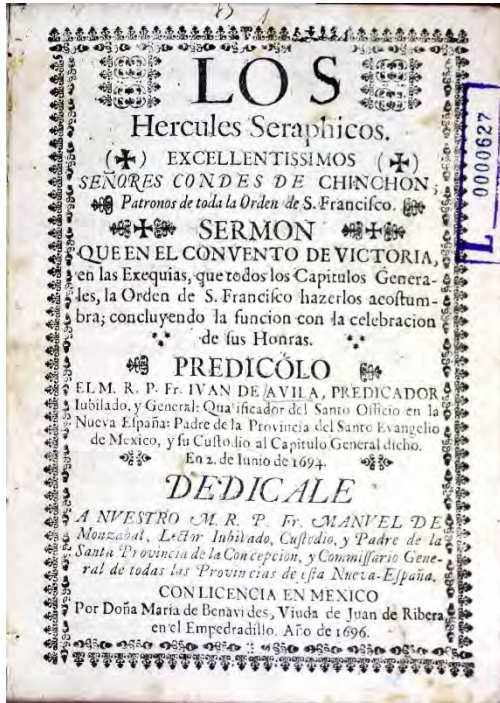 LOS
Hercules Seraphicos.
(✠) EXCELLENTISSIMOS (✠)
SEÑORES CONDES DE CHINCHON,
Patronos de toda la Orden de S. Franciſco.
SERMON
QUE EN EL CONVENTO DE VICTORIA,
en las Exequias, que todos los Capitulos Genera-
les, la Orden de S. Franciſco hazerlos acoſtum-
bra; concluyendo la funcion con la celebracion
de ſus Honras.
PREDICÓLO
EL M. R. P. Fr. IVAN DE AVILA, PREDICADOR
Iubilado, y General: Qualificador del Santo Officio en la
Nueva Eſpaña: Padre de la Provincia del Santo Evangelio
de Mexico, y ſu Cuſtodio al Capitulo General dicho.
En 2. de Iunio de 1694.
DEDICALE
A NVESTRO M. R. P. Fr. MANVEL DE
Monzabal, Lector Iubilado, Cuſtodio, y Padre de la
Santa Provincia de la Concepcion, y Commiſſario Gene-
ral de todas las Provincias de eſta Nueva-Eſpaña.
CON LICENCIA EN MEXICO
Por Doña Maria de Benavides, Viuda de Juan de Ribera
en el Empedradillo. Año de 1696.
0000627